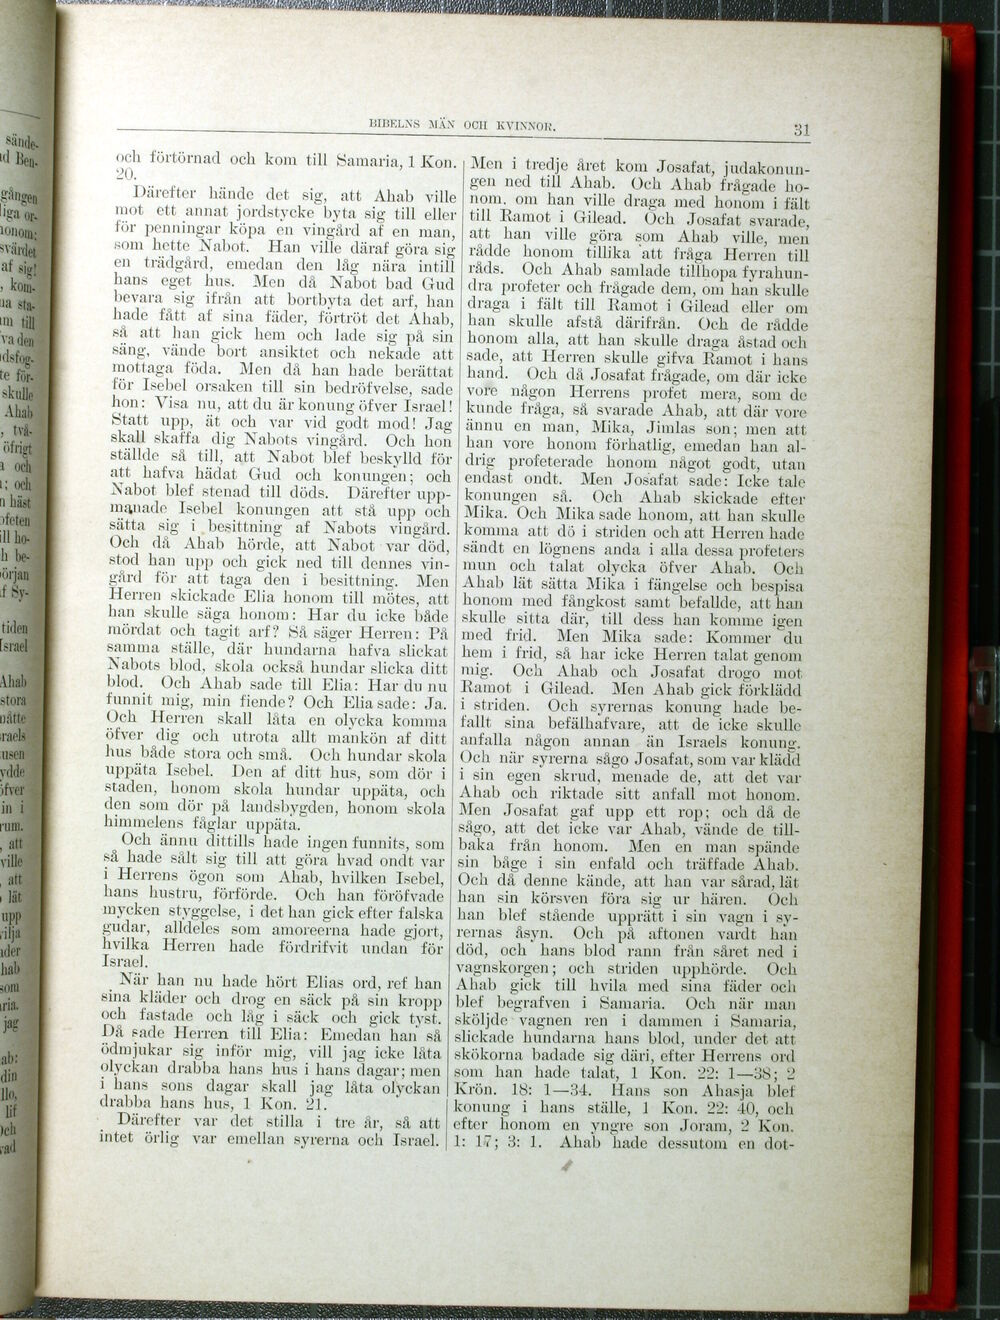 BIBELNS MÄN OCH KVINNOR.
31
och förtörnad och kom till Samaria, 1 Kon.
20.
Därefter hände det sig, att Ahab ville
mot ett annat jordstycke byta sig till eller
för penningar köpa en vingård af en man,
som hette Nabot. Han ville däraf göra sig
en trädgård, emedan den låg nära intill
hans eget hus. Men då Nabot bad Gud
bevara sig ifrån att bortbyta det arf, han
hade fått af sina fäder, förtröt det Ahab,
så att han gick hem och lade sig på sin
säng, vände bort ansiktet och nekade att
mottaga föda. Men då han hade berättat
för Isebel orsaken till sin bedröfvelse, sade
hon: Visa nu, att du är konung öfver Israel!
Statt upp, ät och var vid godt mod! Jag
skall skaffa dig Nabots vingård. Och hon
ställde så till, att Nabot blef beskylld för
att hafva hädat Gud och konungen; och
Nabot blef stenad till döds. Därefter upp-
manade Isebel konungen att stå upp och
sätta sig i besittning af Nabots vingård.
Och då Ahab hörde, att Nabot var död,
stod han upp och gick ned till dennes vin-
gård för att taga den i besittning. Men
Herren skickade Elia honom till mötes, att
han skulle säga honom: Har du icke både
mördat och tagit arf? Så säger Herren: På
samma ställe, där hundarna hafva slickat
Nabots blod, skola också hundar slicka ditt
blod. Och Ahab sade till Elia: Har du nu
funnit mig, min fiende? Och Elia sade: Ja.
Och Herren skall låta en olycka komma
öfver dig och utrota allt mankön af ditt
hus både stora och små. Och hundar skola
uppäta Isebel. Den af ditt hus, som dör i
staden, honom skola hundar uppäta, och
den som dör på landsbygden, honom skola
himmelens fåglar uppäta.
Och ännu dittills hade ingen funnits, som
så hade sålt sig till att göra hvad ondt var
i Herrens ögon som Ahab, hvilken Isebel,
hans hustru, förförde. Och han föröfvade
mycken styggelse, i det han gick efter falska
gudar, alldeles som amoreerna hade gjort,
hvilka Herren hade fördrifvit undan för
Israel.
När han nu hade hört Elias ord, ref han
sina kläder och drog en säck på sin kropp
och fastade och låg i säck och gick tyst.
Då sade Herren till Elia: Emedan han så
ödmjukar sig inför mig, vill jag icke låta
olyckan drabba hans hus i hans dagar; men
i hans sons dagar skall jag låta olyckan
drabba hans hus, 1 Kon. 21.
Därefter var det stilla i tre år, så att
intet örlig var emellan syrerna och Israel.
Men i tredje året kom Josafat, judakonun-
gen ned till Ahab. Och Ahab frågade ho-
nom, om han ville draga med honom i fält
till Ramot i Gilead. Och Josafat svarade,
att han ville göra som Ahab ville, men
rådde honom tillika att fråga Herren till
råds. Och Ahab samlade tillhopa fyrahun-
dra profeter och frågade dem, om han skulle
draga i fält till Ramot i Gilead eller om
han skulle afstå därifrån. Och de rådde
honom alla, att han skulle draga åstad och
sade, att Herren skulle gifva Ramot i hans
hand. Och då Josafat frågade, om där icke
vore någon Herrens profet mera, som de
kunde fråga, så svarade Ahab, att där vore
ännu en man, Mika, Jimlas son; men att
han vore honom förhatlig, emedan han al-
drig profeterade honom något godt, utan
endast ondt. Men Josafat sade: Icke tale
konungen så. Och Ahab skickade efter
Mika. Och Mika sade honom, att han skulle
komma att dö i striden och att Herren hade
sändt en lögnens anda i alla dessa profeters
mun och talat olycka öfver Ahab. Och
Ahab lät sätta Mika i fängelse och bespisa
honom med fångkost samt befallde, att han
skulle sitta där, till dess han komme igen
med frid. Men Mika sade: Kommer du
hem i frid, så har icke Herren talat genom
mig. Och Ahab och Josafat drogo mot
Ramot i Gilead. Men Ahab gick förklädd
i striden. Och syrernas konung hade be-
fallt sina befälhafvare, att de icke skulle
anfalla någon annan än Israels konung.
Och när syrerna sågo Josafat, som var klädd
i sin egen skrud, menade de, att det var
Ahab och riktade sitt anfall mot honom.
Men Josafat gaf upp ett rop; och då de
sågo, att det icke var Ahab, vände de till-
baka från honom. Men en man spände
sin båge i sin enfald och träffade Ahab.
Och då denne kände, att han var sårad, lät
han sin körsven föra sig ur hären. Och
han blef stående upprätt i sin vagn i sy-
rernas åsyn. Och på aftonen vardt han
död, och hans blod rann från såret ned i
vagnskorgen; och striden upphörde. Och
Ahab gick till hvila med sina fäder och
blef begrafven i Samaria. Och när man
sköljde vagnen ren i dammen i Samaria,
slickade hundarna hans blod, under det att
skökorna badade sig däri, efter Herrens ord
som han hade talat, 1 Kon. 22: 1—38; 2
Krön. 18: 1—34. Hans son Ahasja blef
konung i hans ställe, 1 Kon. 22: 40, och
efter honom en yngre son Joram, 2 Kon.
1: 17; 3: 1. Ahab hade dessutom en dot-